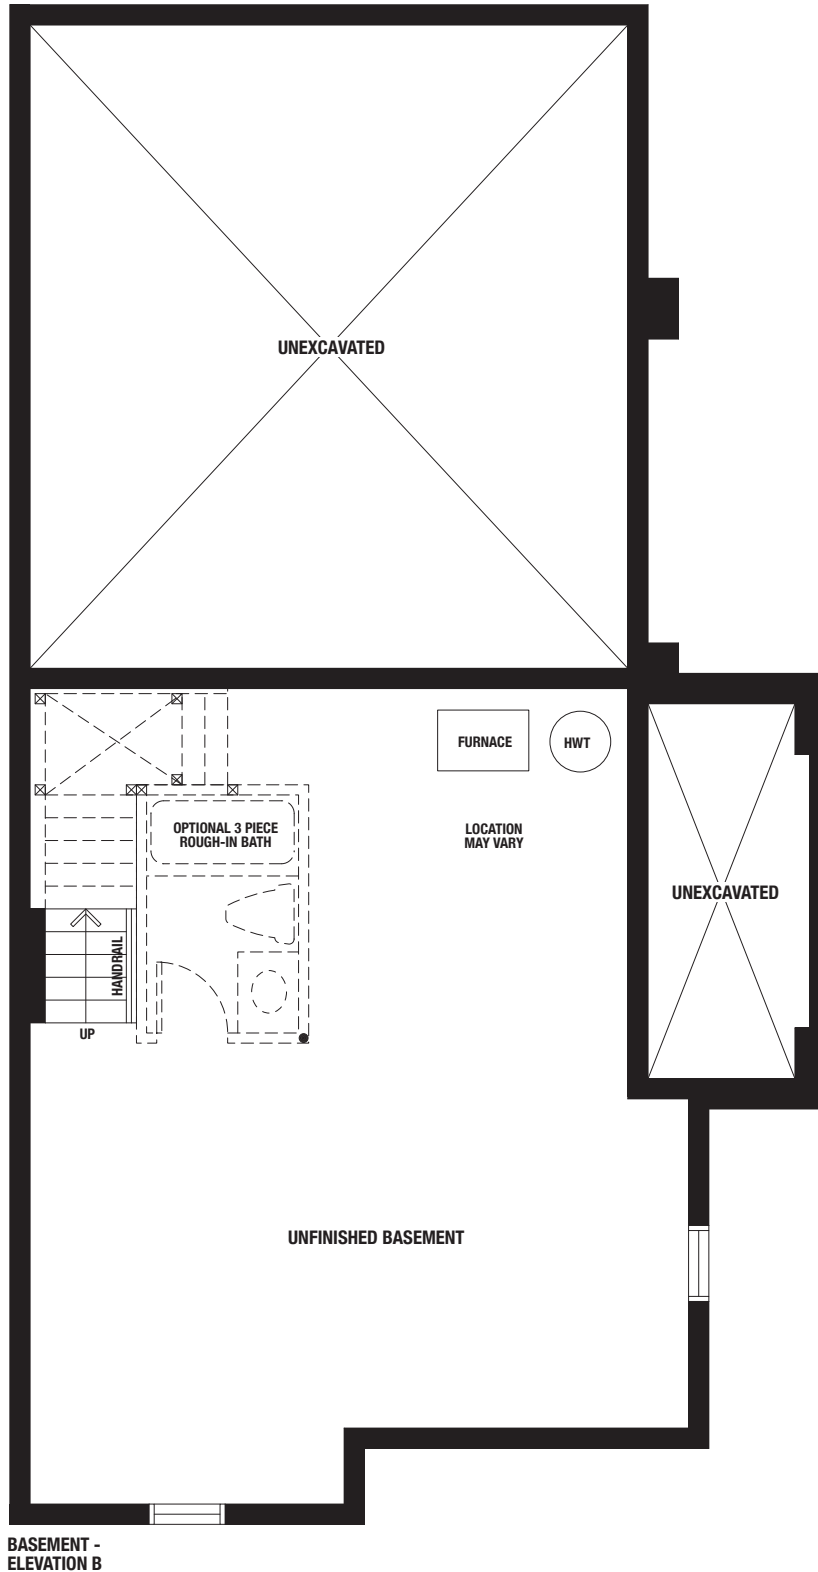 UNEXCAVATED
FURNACE
HWT
OPTIONAL 3 PIECE
ROUGH-IN BATH
LOCATION
MAY VARY
UNEXCAVATED
HANDRAIL
UP
UNFINISHED BASEMENT
BASEMENT -
ELEVATION B